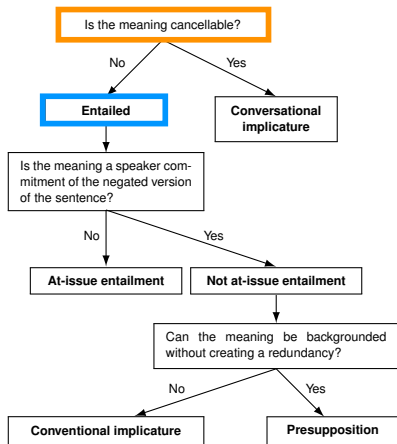 Is the meaning cancellable?
No
Yes
Entailed
Conversational
implicature
Is the meaning a speaker com-
mitment of the negated version
of the sentence?
No
Yes
At-issue entailment
Not at-issue entailment
Can the meaning be backgrounded
without creating a redundancy?
No
Yes
Conventional implicature
Presupposition